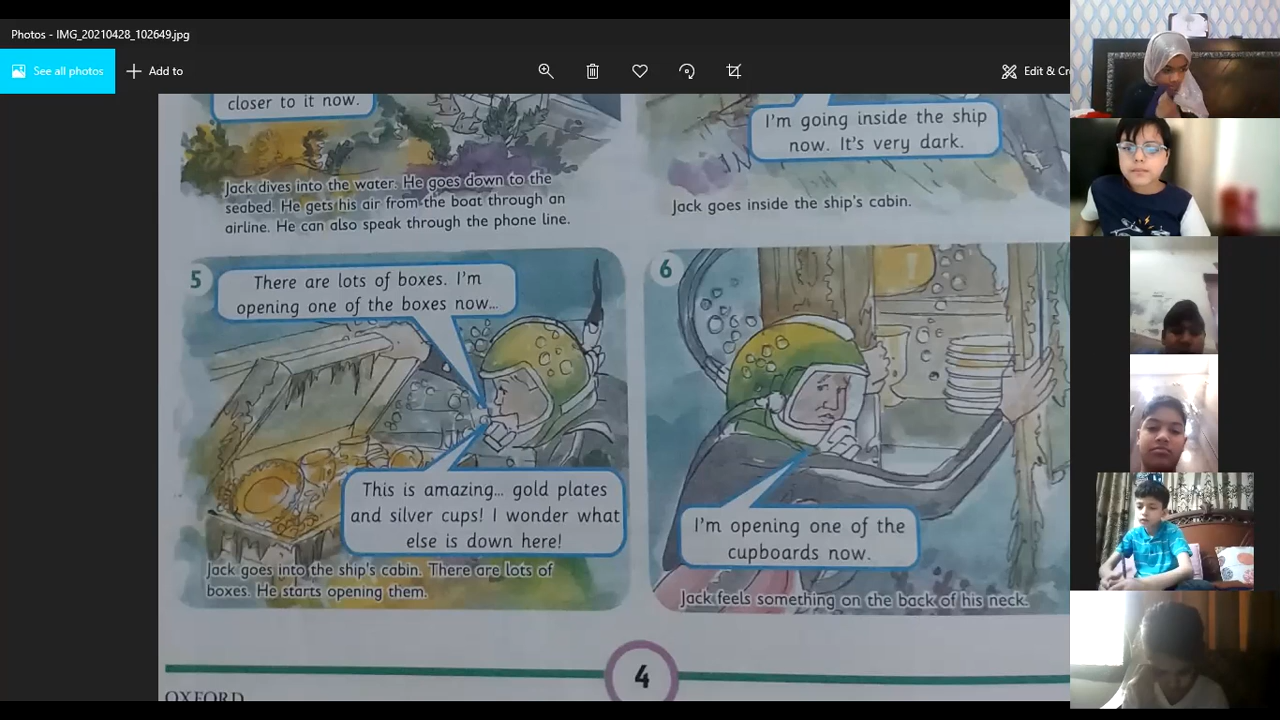 Photos - IMG_20210428_102649.jpg
See all photos
Add to
Edit & Cr
closer to it now.
Jack dives into the water. He goes down to the
seabed. He gets his air from the boat through an
airline. He can also speak through the phone line.
I'm going inside the ship
now. It's very dark.
Jack goes inside the ship's cabin.
5
There are lots of boxes. I'm
opening one of the boxes now...
This is amazing... gold plates
and silver cups! I wonder what
else is down here!
Jack goes into the ship's cabin. There are lots of
boxes. He starts opening them.
6
I'm opening one of the
cupboards now.
Jack feels something on the back of his neck.
4
OXFORD